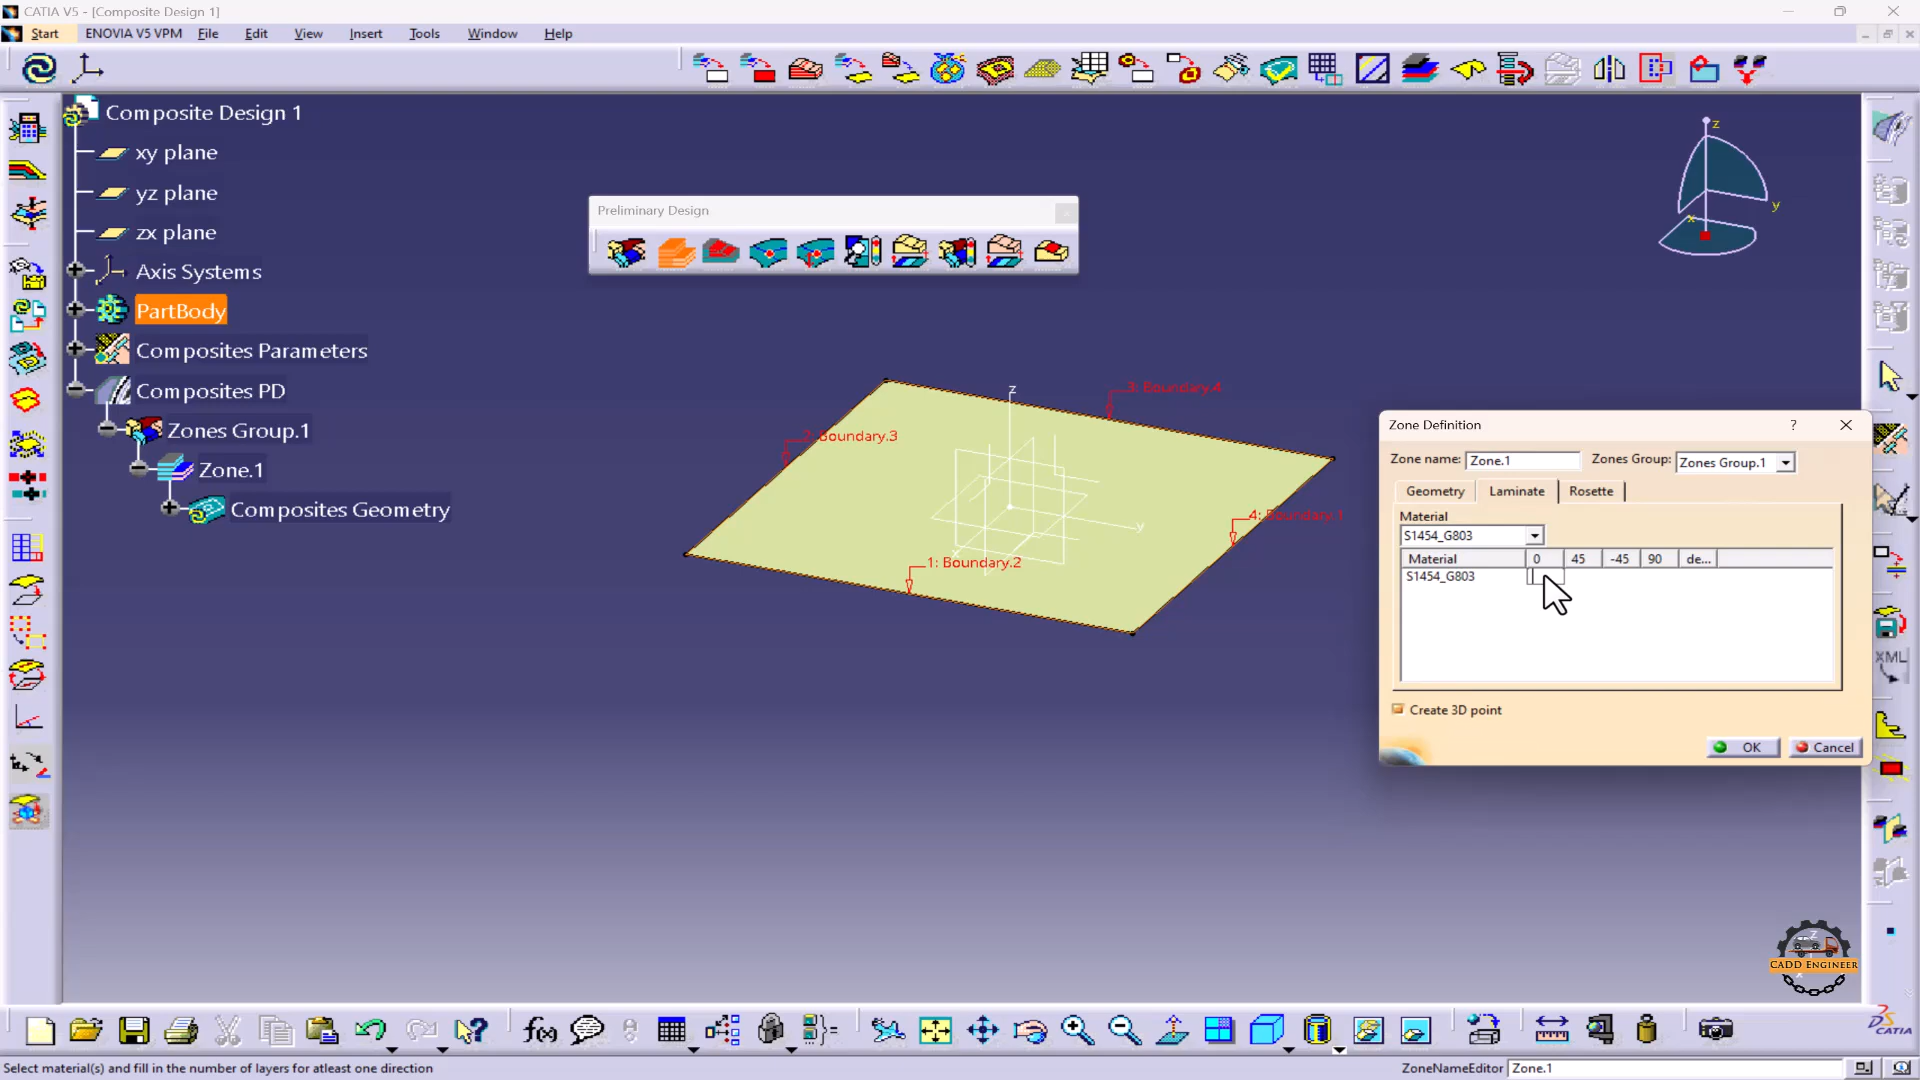 CATIA V5 - [Composite Design 1]
Start
ENOVIA V5 VPM
File
Edit
View
Insert
Tools
Window
Help
Composite Design 1
xy plane
yz plane
zx plane
Axis Systems
PartBody
Composites Parameters
Composites PD
Zones Group.1
Zone.1
Composites Geometry
Preliminary Design
z
y
x
z
y
x
3: Boundary.4
2: Boundary.3
4: Boundary.1
1: Boundary.2
Zone Definition
?
Zone name: Zone.1
Zones Group: Zones Group.1
Geometry
Laminate
Rosette
Material
S1454_G803
Material 0 45 -45 90 de...
S1454_G803
Create 3D point
OK
Cancel
XML
CADD ENGINEER
f(x)
CATIA
Select material(s) and fill in the number of layers for atleast one direction
ZoneNameEditor Zone.1